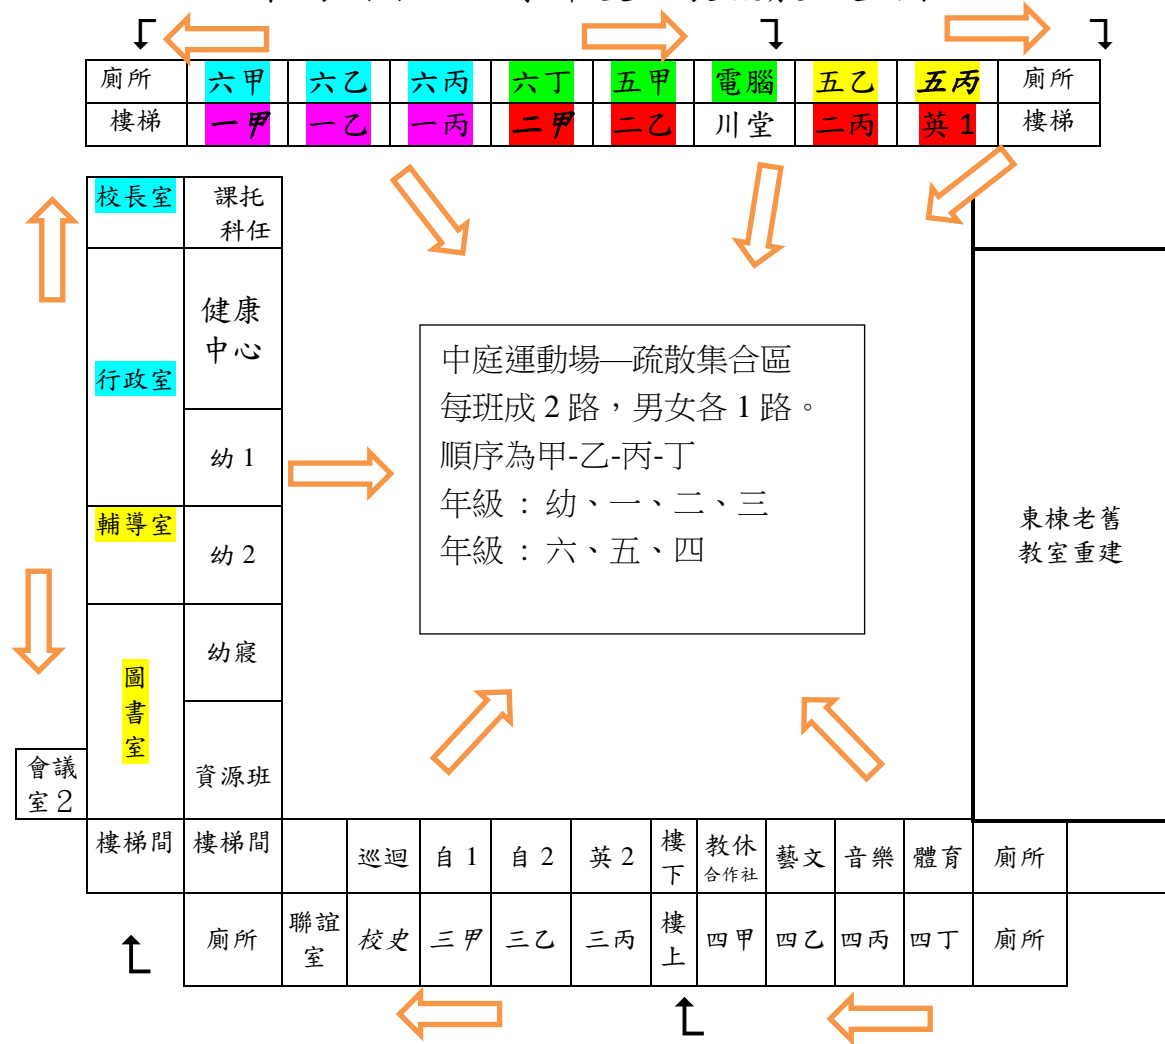 廁所 六甲 六乙 六丙 六丁 五甲 電腦 五乙 五丙 廁所
樓梯 一甲 一乙 一丙 二甲 二乙 川堂 二丙 英1 樓梯
校長室
課托
科任
健康
中心
行政室
幼1
輔導室
幼2
幼寢
圖
書
室
資源班
會議
室2
中庭運動場—疏散集合區
每班成2路，男女各1路。
順序為甲-乙-丙-丁
年級：幼、一、二、三
年級：六、五、四
東棟老舊
教室重建
樓梯間 樓梯間 巡迴 自1 自2 英2 樓下 教休 合作社 藝文 音樂 體育 廁所
廁所 聯誼室 校史 三甲 三乙 三丙 樓上 四甲 四乙 四丙 四丁 廁所